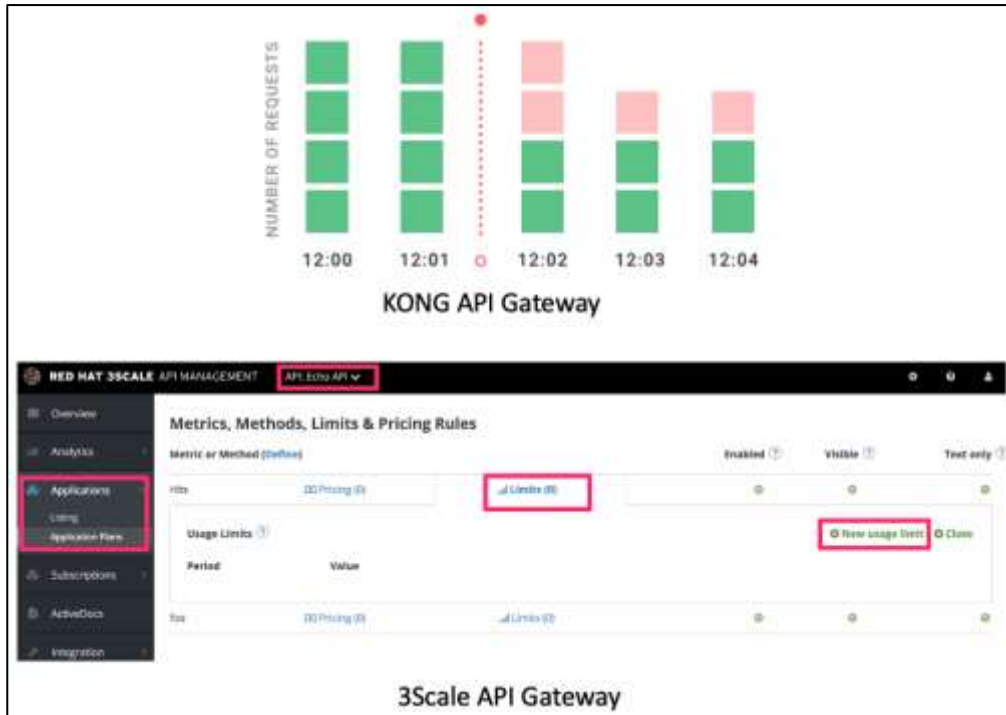 NUMBER OF REQUESTS
12:00 12:01 12:02 12:03 12:04
KONG API Gateway
RED HAT 3SCALE API MANAGEMENT API: Echo API
Overview
Analytics
Applications
Listing
Application Plans
Subscriptions
ActiveDocs
Integration
Metrics, Methods, Limits & Pricing Rules
Metric or Method (Define) Enabled ? Visible ? Text only ?
Hits Pricing (0) Limits (0)
Usage Limits ? New usage limit Close
Period Value
Pricing (0) Limits (0)
3Scale API Gateway